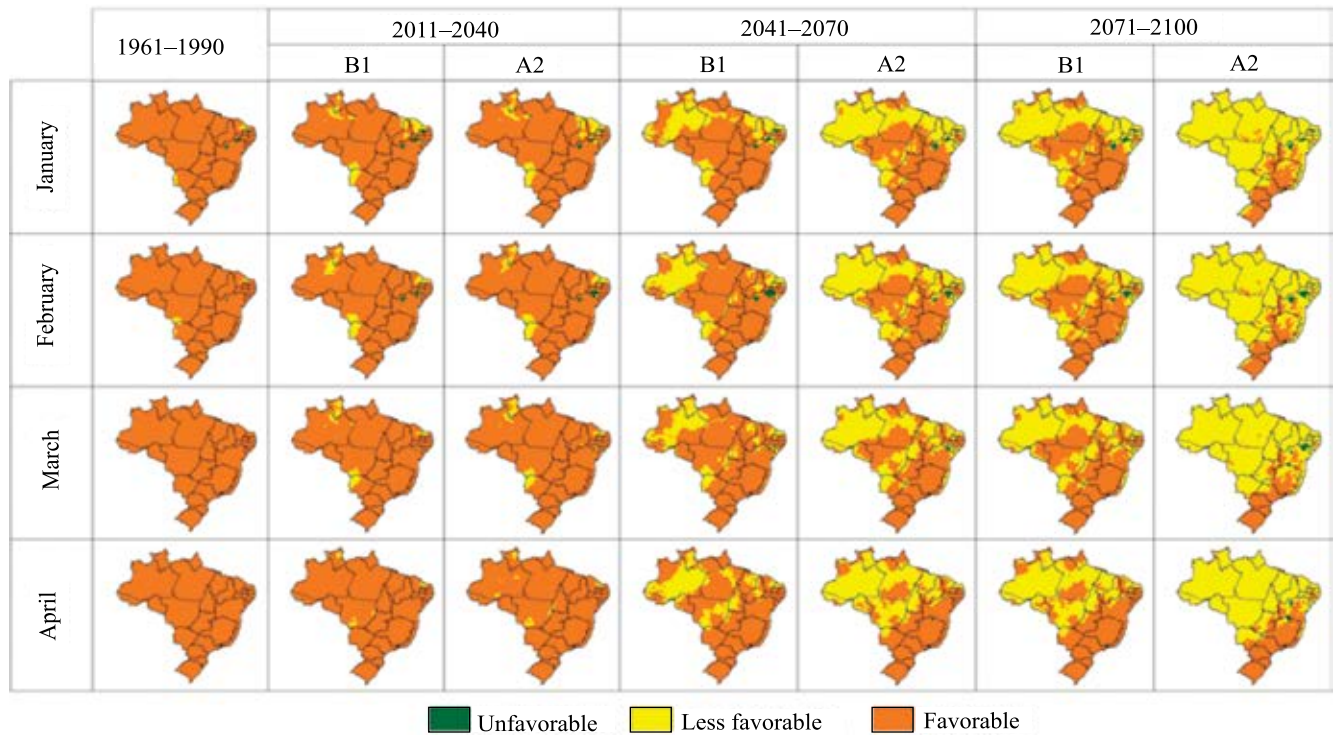 1961–1990
2011–2040
2041–2070
2071–2100
B1
A2
B1
A2
B1
A2
January
February
March
April
Unfavorable
Less favorable
Favorable